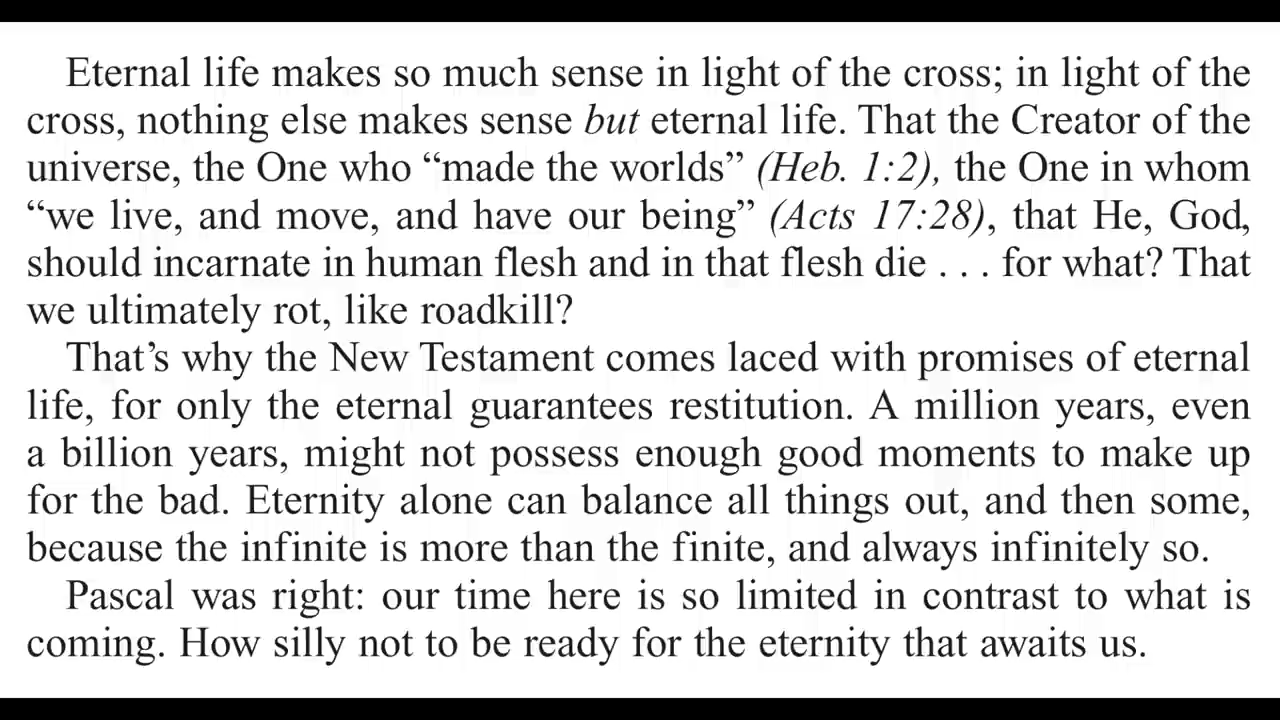 Eternal life makes so much sense in light of the cross; in light of the
cross, nothing else makes sense but eternal life. That the Creator of the
universe, the One who “made the worlds” (Heb. 1:2), the One in whom
“we live, and move, and have our being” (Acts 17:28), that He, God,
should incarnate in human flesh and in that flesh die . . . for what? That
we ultimately rot, like roadkill?
That’s why the New Testament comes laced with promises of eternal
life, for only the eternal guarantees restitution. A million years, even
a billion years, might not possess enough good moments to make up
for the bad. Eternity alone can balance all things out, and then some,
because the infinite is more than the finite, and always infinitely so.
Pascal was right: our time here is so limited in contrast to what is
coming. How silly not to be ready for the eternity that awaits us.